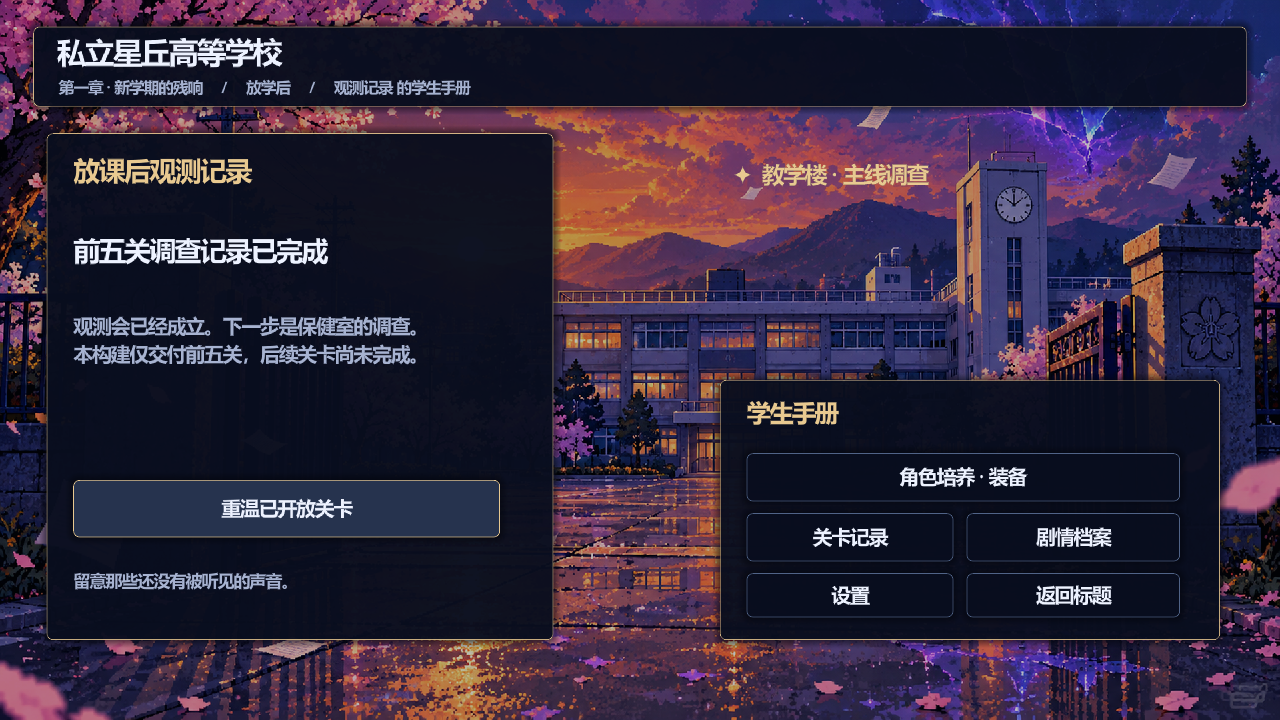 私立星丘高等学校
第一章 · 新学期的残响 / 放学后 / 观测记录 的学生手册
放课后观测记录
前五关调查记录已完成
观测会已经成立。下一步是保健室的调查。
本构建仅交付前五关，后续关卡尚未完成。
重温已开放关卡
留意那些还没有被听见的声音。
✦ 教学楼 · 主线调查
学生手册
角色培养 · 装备
关卡记录
剧情档案
设置
返回标题